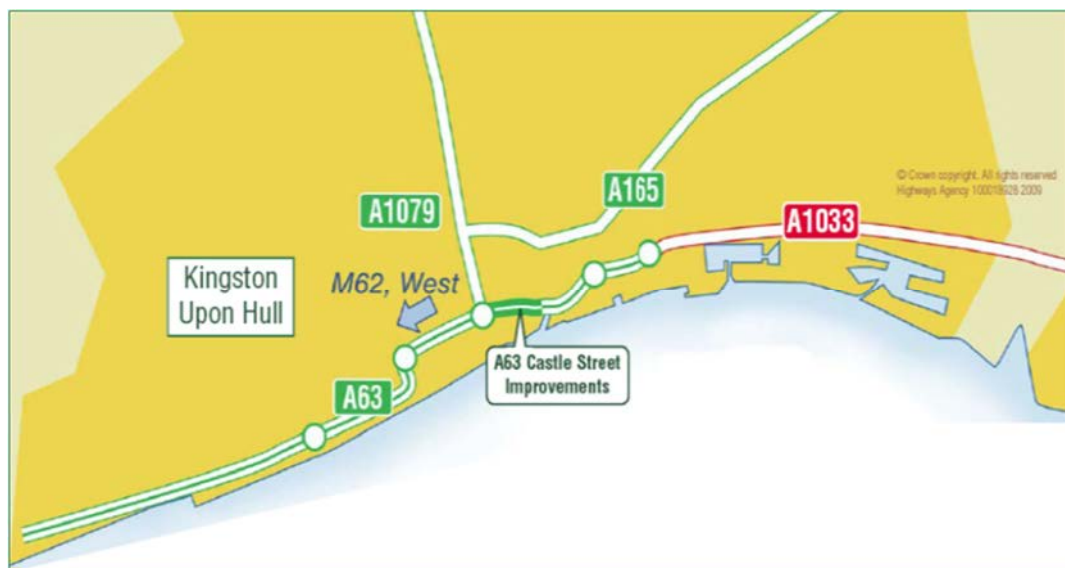 © Crown copyright. All rights reserved
Highways Agency 100018928 2009
A165
A1079
A1033
Kingston
Upon Hull
M62, West
A63 Castle Street
Improvements
A63